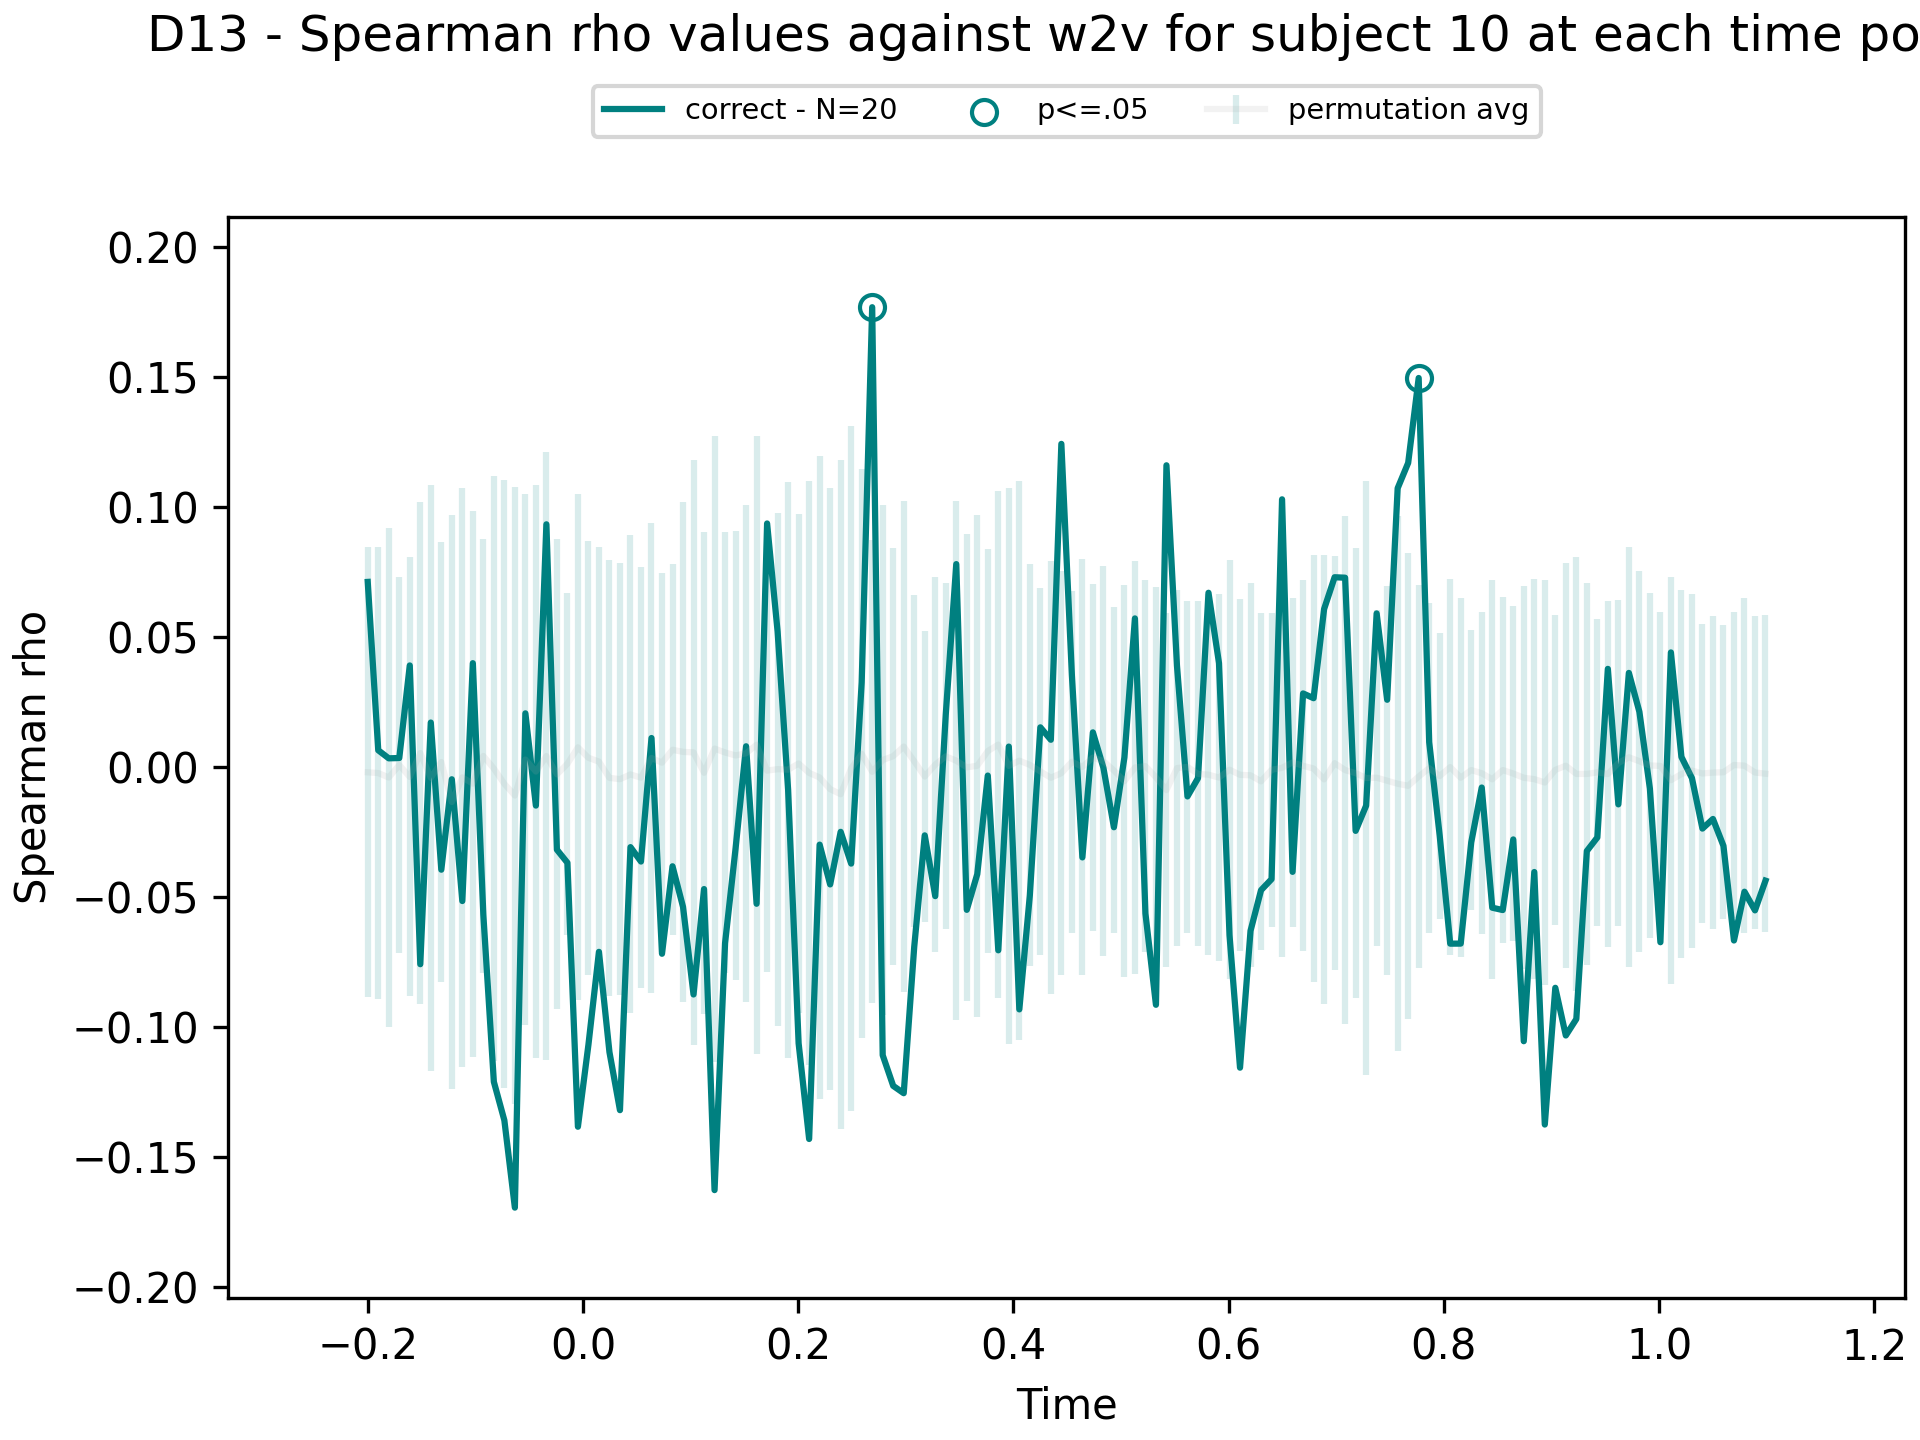 D13 - Spearman rho values against w2v for subject 10 at each time po
correct - N=20 p<=.05 permutation avg
0.20
0.15
0.10
0.05
0.00
−0.05
−0.10
−0.15
−0.20
Spearman rho
−0.2 0.0 0.2 0.4 0.6 0.8 1.0 1.2
Time